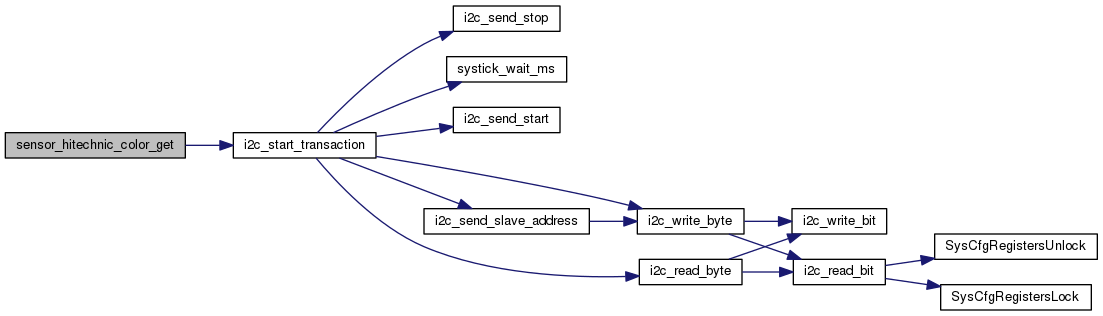 i2c_send_stop
systick_wait_ms
i2c_send_start
sensor_hitechnic_color_get
i2c_start_transaction
i2c_send_slave_address
i2c_write_byte
i2c_write_bit
i2c_read_byte
i2c_read_bit
SysCfgRegistersUnlock
SysCfgRegistersLock